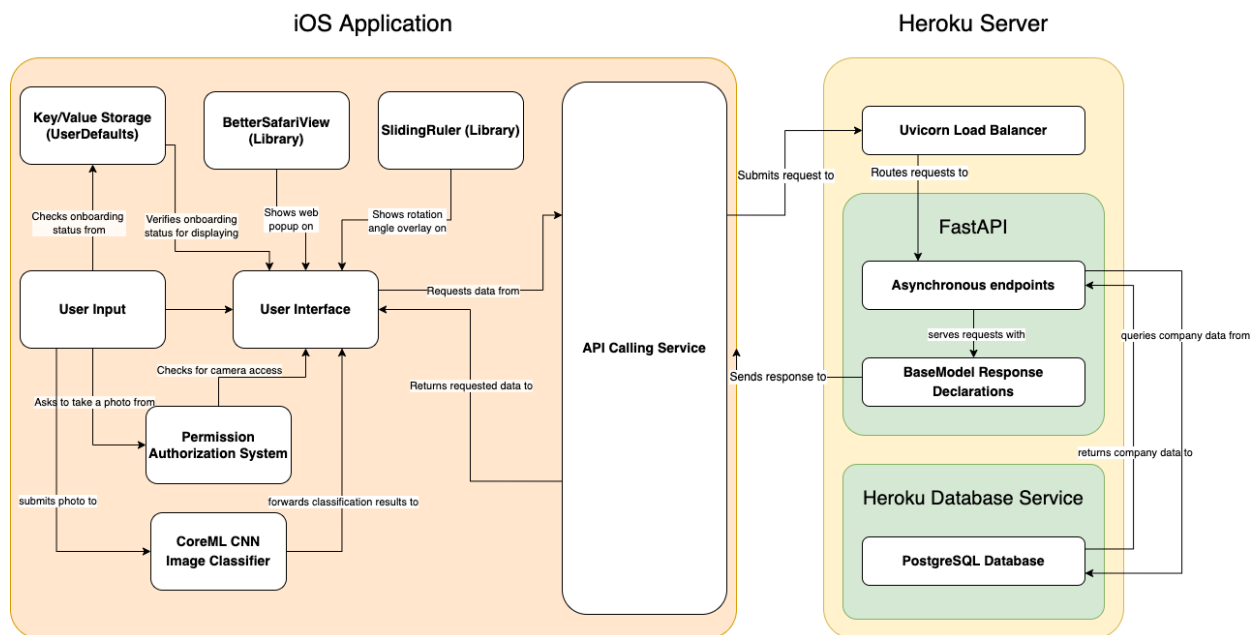 iOS Application
Heroku Server
Key/Value Storage
(UserDefaults)
BetterSafariView
(Library)
SlidingRuler (Library)
Uvicorn Load Balancer
Submits request to
Routes requests to
Checks onboarding
status from
Verifies onboarding
status for displaying
Shows web
popup on
Shows rotation
angle overlay on
FastAPI
User Input
User Interface
Requests data from
Asynchronous endpoints
API Calling Service
serves requests with
queries company data from
Checks for camera access
Returns requested data to
Sends response to
BaseModel Response
Declarations
Asks to take a photo from
Permission
Authorization System
returns company data to
submits photo to
forwards classification results to
Heroku Database Service
CoreML CNN
Image Classifier
PostgreSQL Database